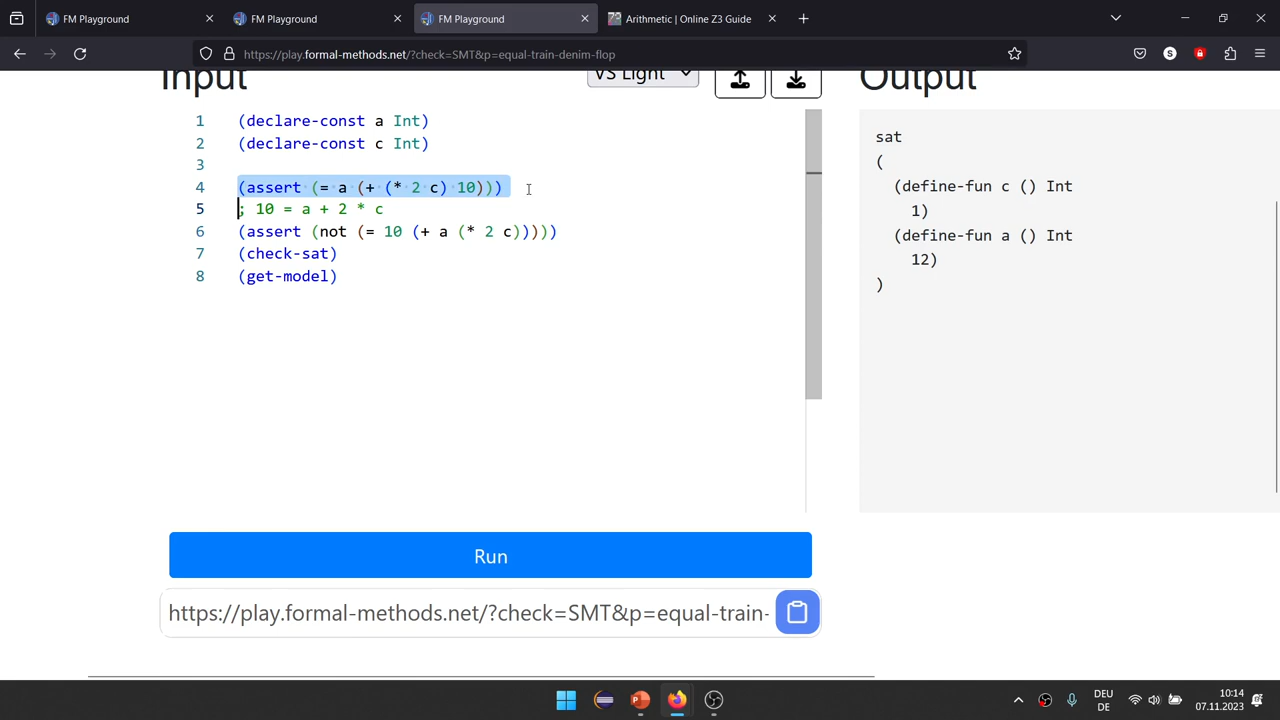 FM Playground
FM Playground
FM Playground
Arithmetic | Online Z3 Guide
https://play.formal-methods.net/?check=SMT&p=equal-train-denim-flop
Input
VS Light
Output
1 (declare-const a Int)
2 (declare-const c Int)
3
4 (assert (= a (+ (* 2 c) 10)))
5 ; 10 = a + 2 * c
6 (assert (not (= 10 (+ a (* 2 c)))))
7 (check-sat)
8 (get-model)
sat
(
(define-fun c () Int
1)
(define-fun a () Int
12)
)
Run
https://play.formal-methods.net/?check=SMT&p=equal-train-
DEU
DE
10:14
07.11.2023